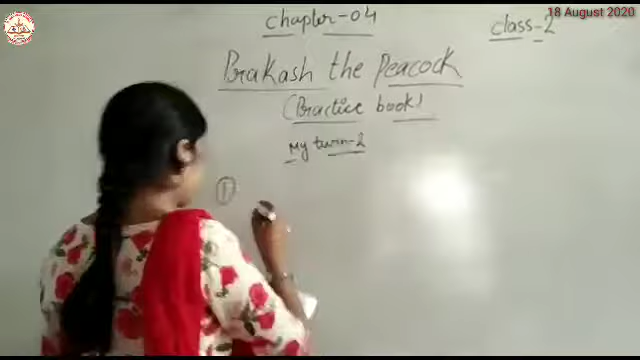 18 August 2020
chapter-04
class-2
Prakash the Peacock
(Practice book)
My turn-2
1